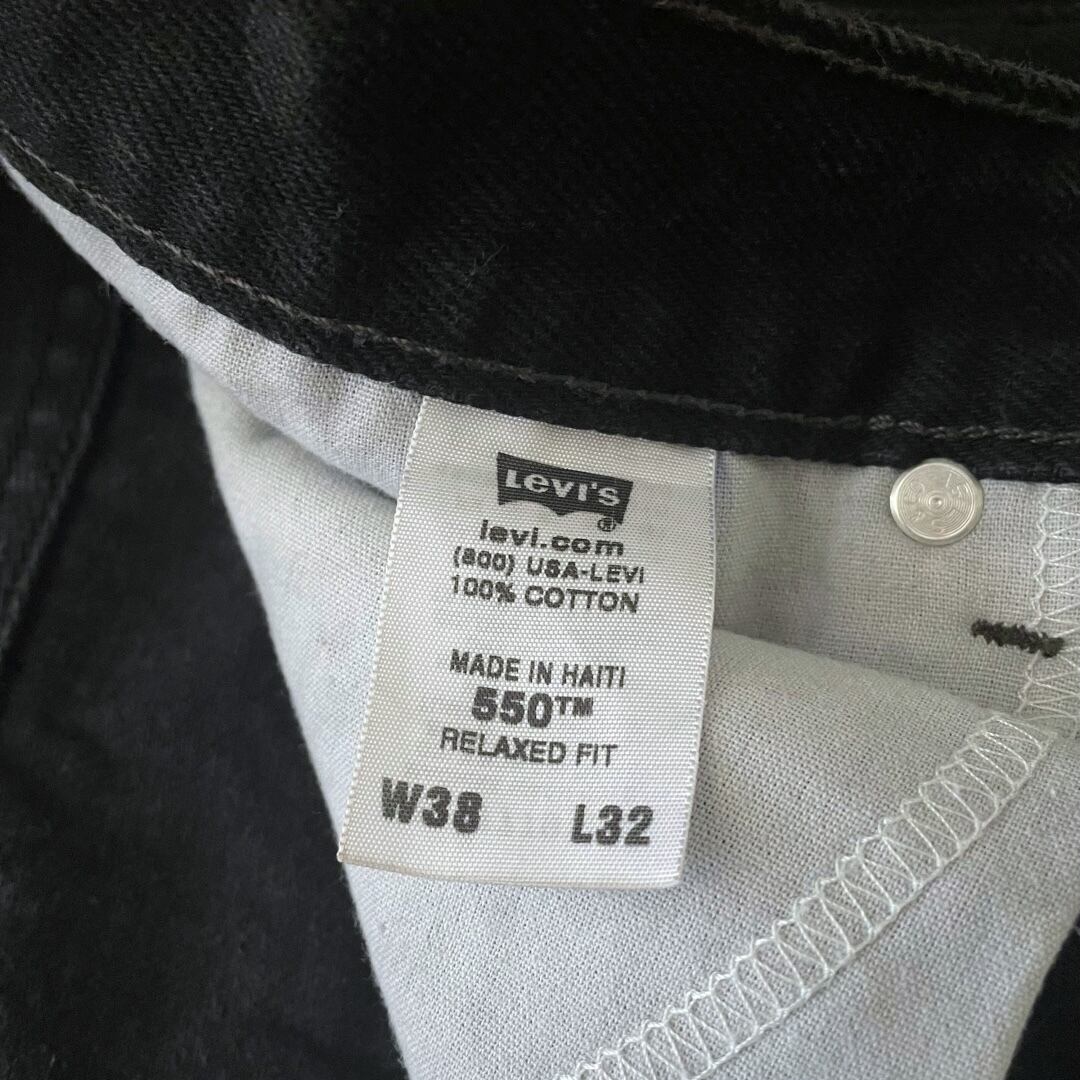 Levi's
®
levi.com
(800) USA-LEVI
100% COTTON
MADE IN HAITI
550™
RELAXED FIT
W38 L32